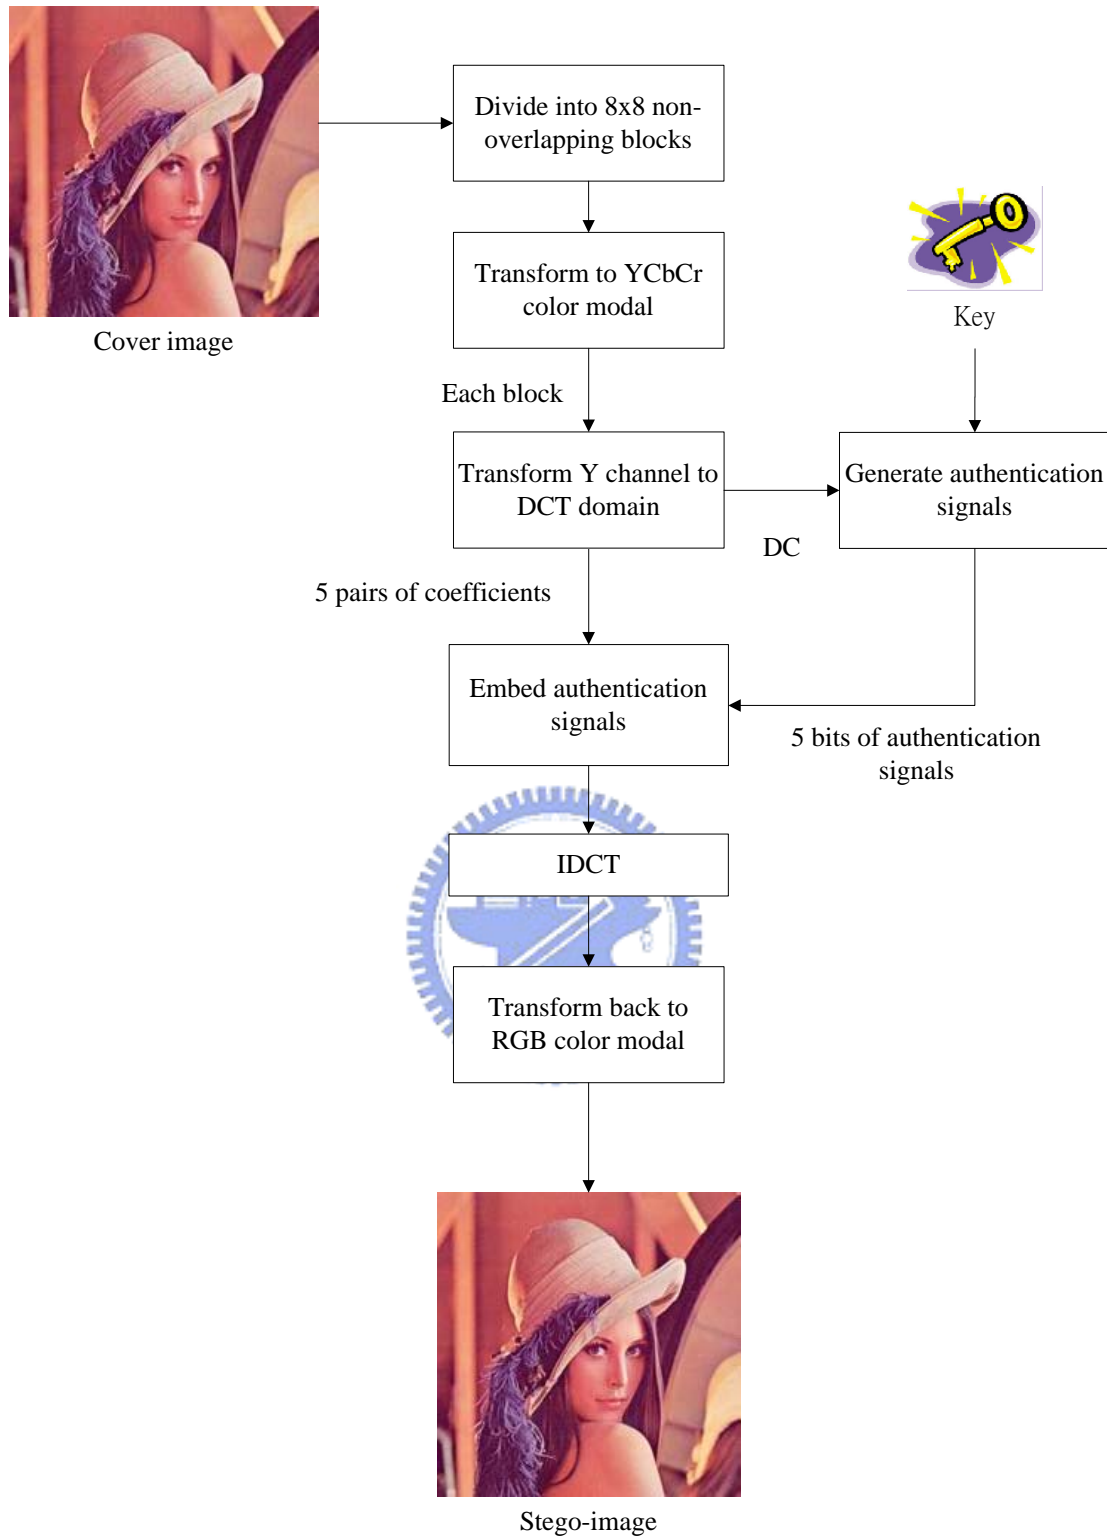 Divide into 8x8 non-
overlapping blocks
Cover image
Transform to YCbCr
color modal
Key
Each block
Transform Y channel to
DCT domain
DC
Generate authentication
signals
5 pairs of coefficients
Embed authentication
signals
5 bits of authentication
signals
IDCT
Transform back to
RGB color modal
Stego-image